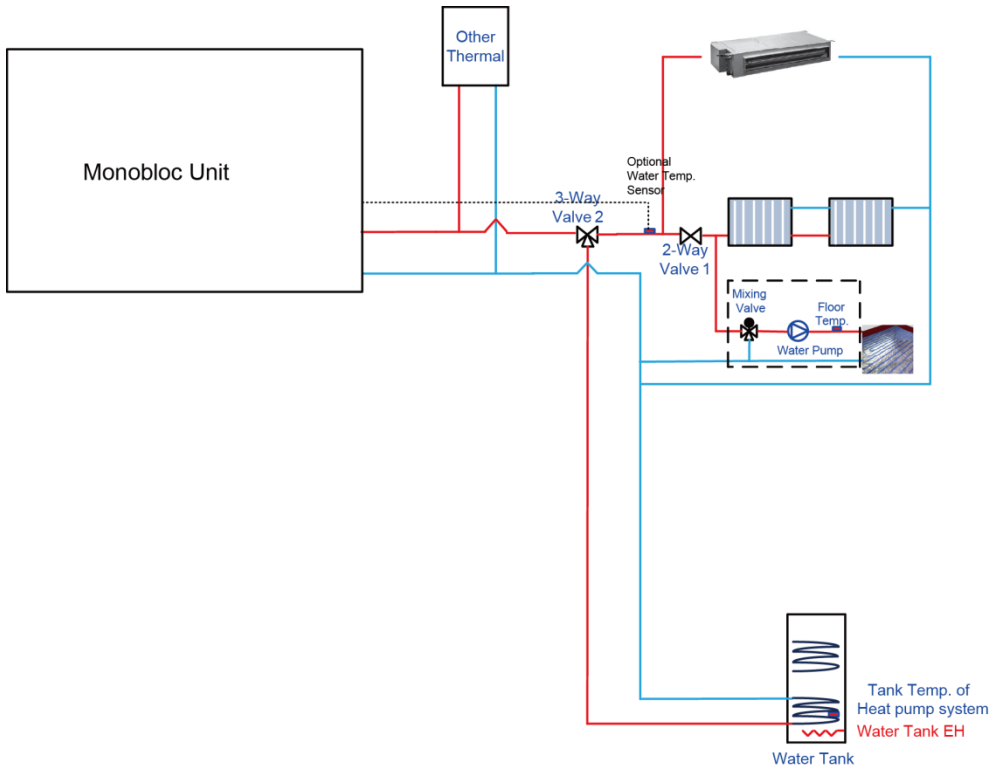 Other
Thermal
Monobloc Unit
Optional
Water Temp.
Sensor
3-Way
Valve 2
2-Way
Valve 1
Mixing
Valve
Floor
Temp.
Water Pump
Tank Temp. of
Heat pump system
Water Tank EH
Water Tank